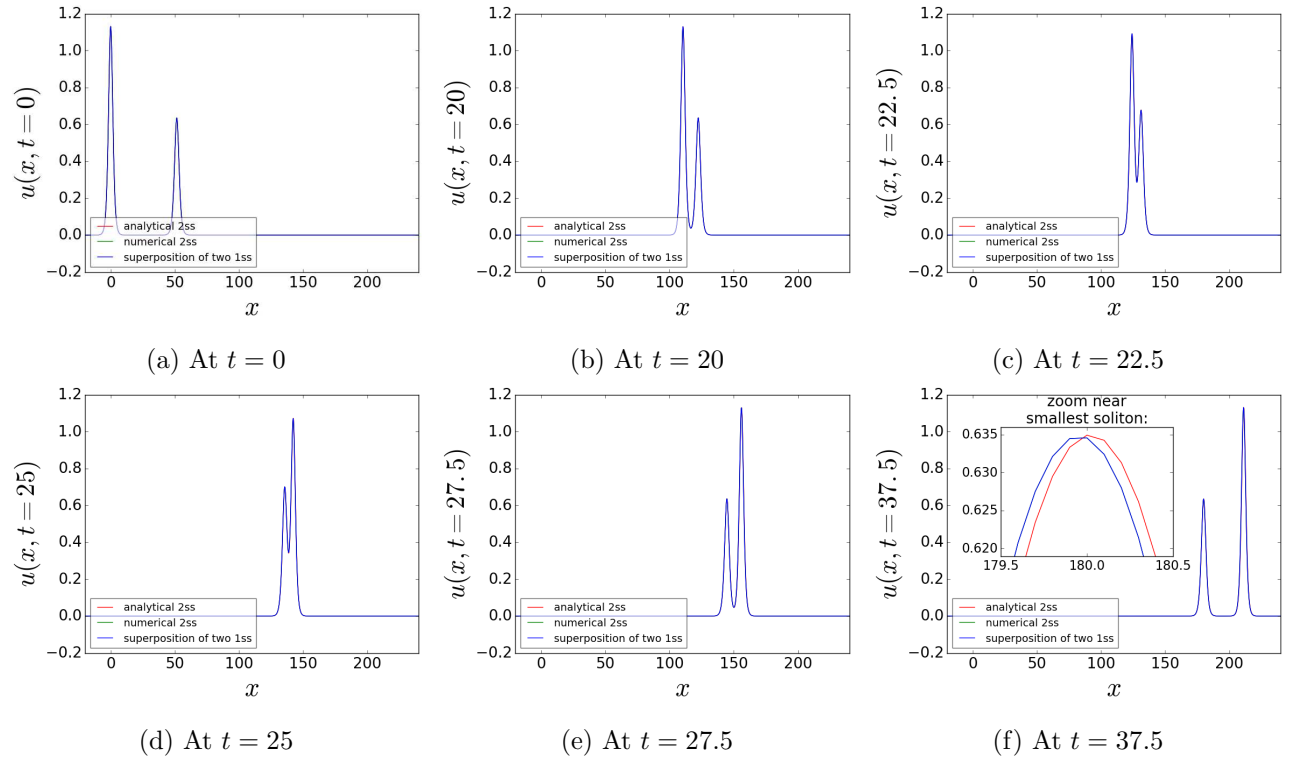 1.2
1.0
0.8
0.6
0.4
0.2
0.0
−0.2
u(x, t = 0)
analytical 2ss
numerical 2ss
superposition of two 1ss
0 50 100 150 200
x
(a) At t = 0
1.2
1.0
0.8
0.6
0.4
0.2
0.0
−0.2
u(x, t = 20)
analytical 2ss
numerical 2ss
superposition of two 1ss
0 50 100 150 200
x
(b) At t = 20
1.2
1.0
0.8
0.6
0.4
0.2
0.0
−0.2
u(x, t = 22.5)
analytical 2ss
numerical 2ss
superposition of two 1ss
0 50 100 150 200
x
(c) At t = 22.5
1.2
1.0
0.8
0.6
0.4
0.2
0.0
−0.2
u(x, t = 25)
analytical 2ss
numerical 2ss
superposition of two 1ss
0 50 100 150 200
x
(d) At t = 25
1.2
1.0
0.8
0.6
0.4
0.2
0.0
−0.2
u(x, t = 27.5)
analytical 2ss
numerical 2ss
superposition of two 1ss
0 50 100 150 200
x
(e) At t = 27.5
1.2
1.0
0.8
0.6
0.4
0.2
0.0
−0.2
u(x, t = 37.5)
zoom near
smallest soliton:
0.635
0.630
0.625
0.620
179.5 180.0 180.5
analytical 2ss
numerical 2ss
superposition of two 1ss
0 50 100 150 200
x
(f) At t = 37.5